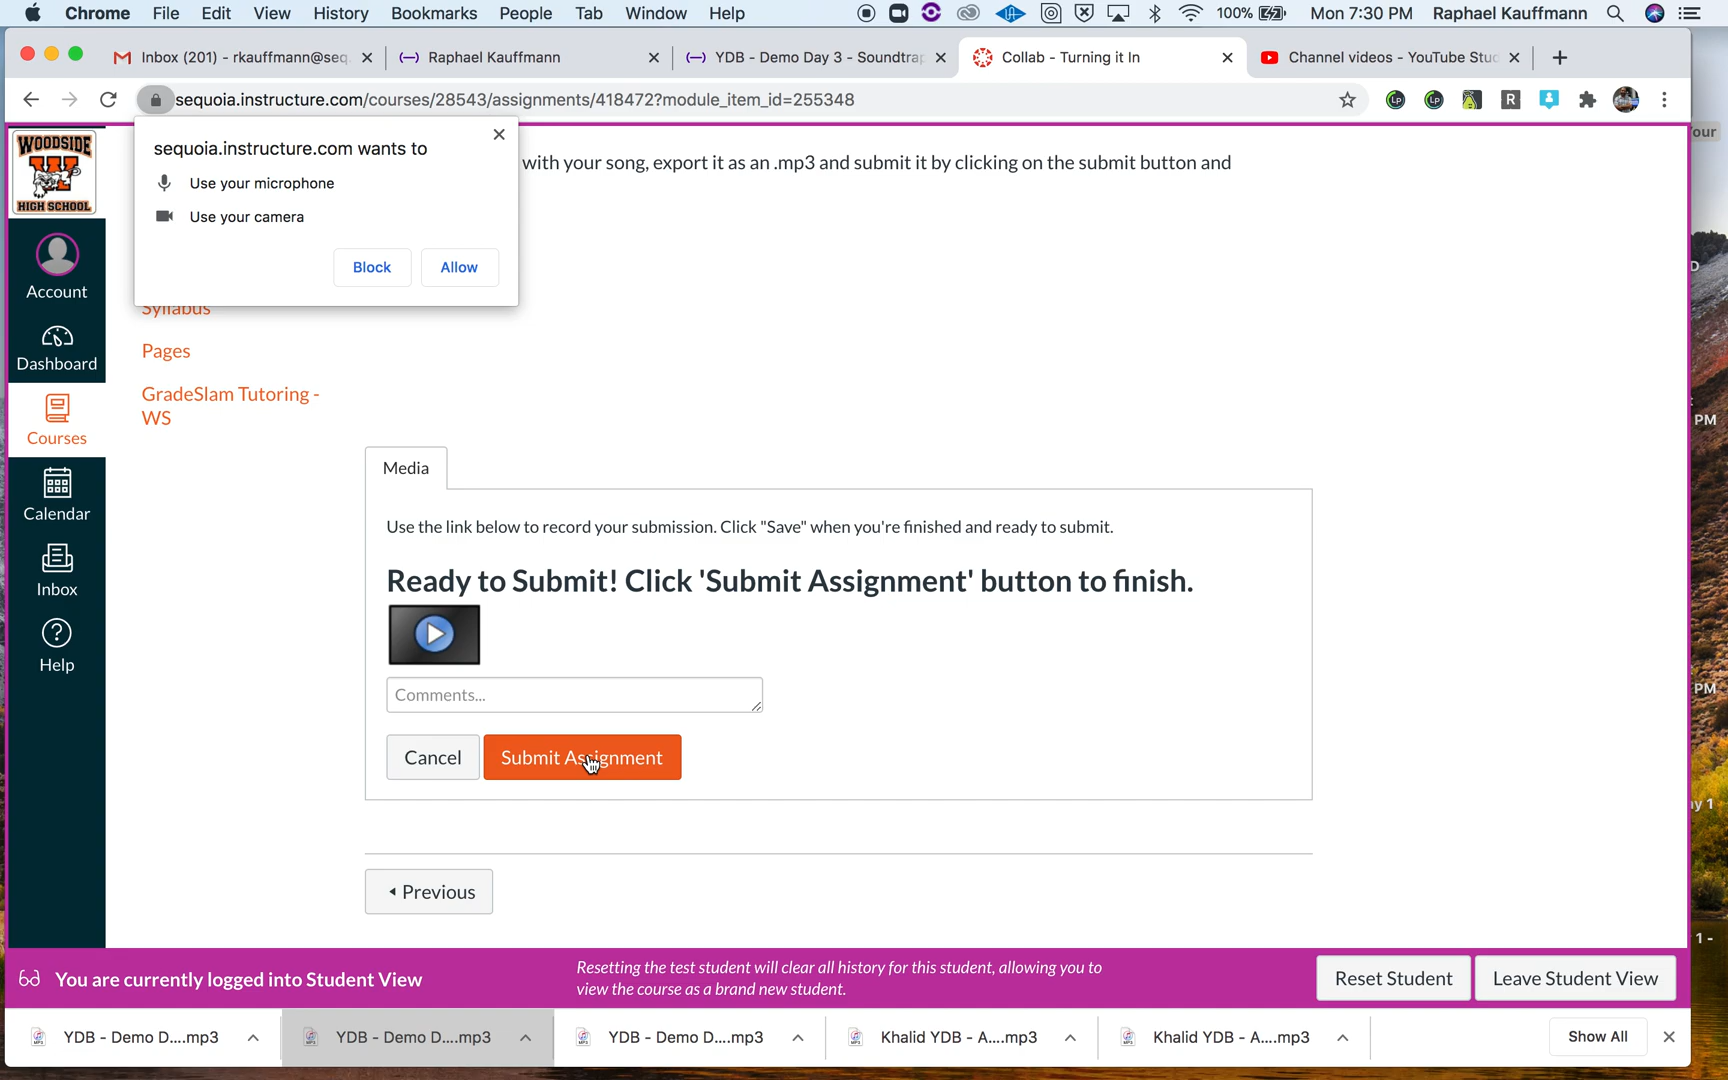 Chrome File Edit View History Bookmarks People Tab Window Help 100% Mon 7:30 PM Raphael Kauffmann
Inbox (201) - rkauffmann@seq Raphael Kauffmann YDB - Demo Day 3 - Soundtrap Collab - Turning it In Channel videos - YouTube Stud
sequoia.instructure.com/courses/28543/assignments/418472?module_item_id=255348
our
WOODSIDE
W
HIGH SCHOOL
sequoia.instructure.com wants to
Use your microphone
Use your camera
Block Allow
with your song, export it as an .mp3 and submit it by clicking on the submit button and
Account
Dashboard
Courses
Calendar
Inbox
Help
Syllabus
Pages
GradeSlam Tutoring -
WS
Media
Use the link below to record your submission. Click "Save" when you're finished and ready to submit.
Ready to Submit! Click 'Submit Assignment' button to finish.
Comments...
Cancel Submit Assignment
Previous
PM
PM
ay 1
1 -
You are currently logged into Student View
Resetting the test student will clear all history for this student, allowing you to
view the course as a brand new student.
Reset Student Leave Student View
YDB - Demo D....mp3 YDB - Demo D....mp3 YDB - Demo D....mp3 Khalid YDB - A....mp3 Khalid YDB - A....mp3 Show All